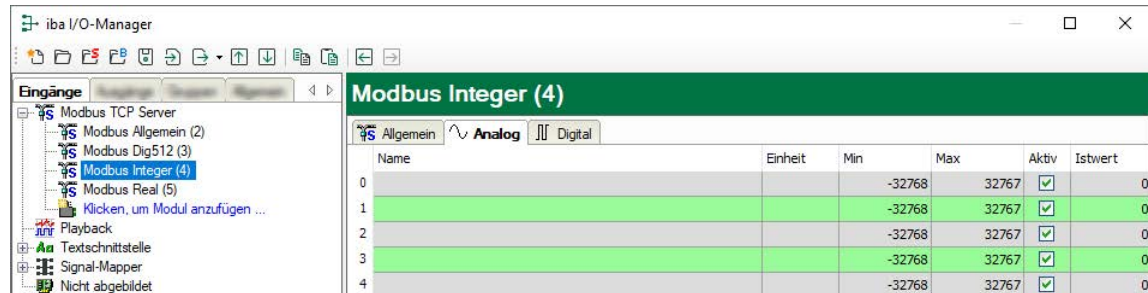 iba I/O-Manager
Eingänge
Modbus TCP Server
Modbus Allgemein (2)
Modbus Dig512 (3)
Modbus Integer (4)
Modbus Real (5)
Klicken, um Modul anzufügen ...
Playback
Textschnittstelle
Signal-Mapper
Nicht abgebildet
Modbus Integer (4)
Allgemein Analog Digital
Name Einheit Min Max Aktiv Istwert
0 -32768 32767 0
1 -32768 32767 0
2 -32768 32767 0
3 -32768 32767 0
4 -32768 32767 0